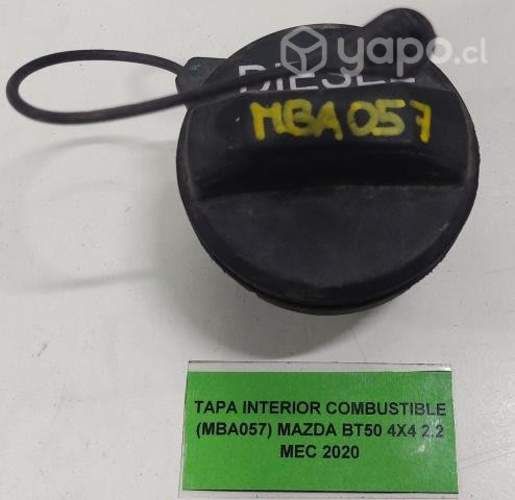 yapo.cl
DIESEL
MBA057
TAPA INTERIOR COMBUSTIBLE
(MBA057) MAZDA BT50 4X4 2.2
MEC 2020